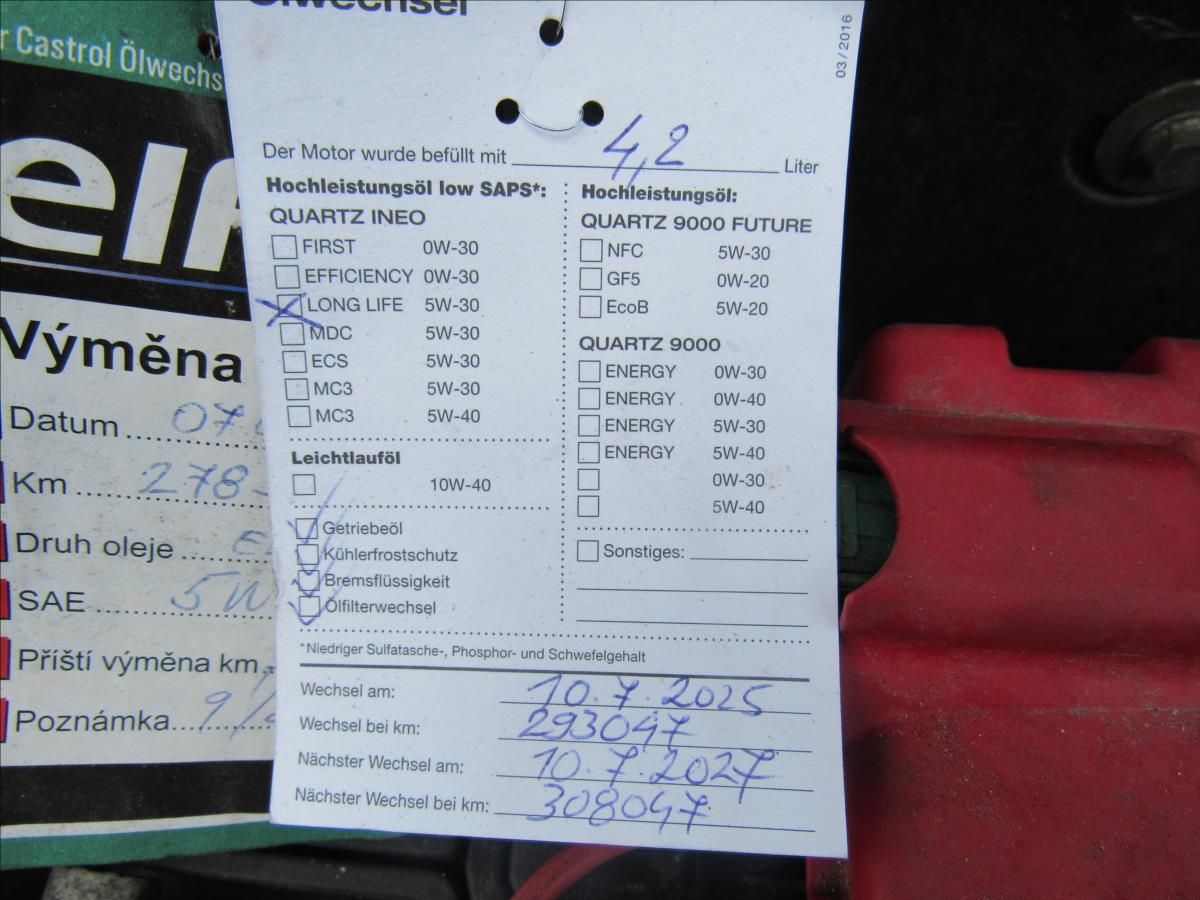 r Castrol Ölwechs
elf
Výměna
Datum 07
Km 278
Druh oleje E
SAE 5W
Příští výměna km
Poznámka 9/
Ölwechsel
03/2016
Der Motor wurde befüllt mit 4,2 Liter
Hochleistungsöl low SAPS*:
QUARTZ INEO
FIRST 0W-30
EFFICIENCY 0W-30
LONG LIFE 5W-30
MDC 5W-30
ECS 5W-30
MC3 5W-30
MC3 5W-40
Leichtlauföl
10W-40
Getriebeöl
Kühlerfrostschutz
Bremsflüssigkeit
Ölfilterwechsel
Hochleistungsöl:
QUARTZ 9000 FUTURE
NFC 5W-30
GF5 0W-20
EcoB 5W-20
QUARTZ 9000
ENERGY 0W-30
ENERGY 0W-40
ENERGY 5W-30
ENERGY 5W-40
0W-30
5W-40
Sonstiges:
*Niedriger Sulfatasche-, Phosphor- und Schwefelgehalt
Wechsel am: 10.7.2025
Wechsel bei km: 293047
Nächster Wechsel am: 10.7.2027
Nächster Wechsel bei km: 308047